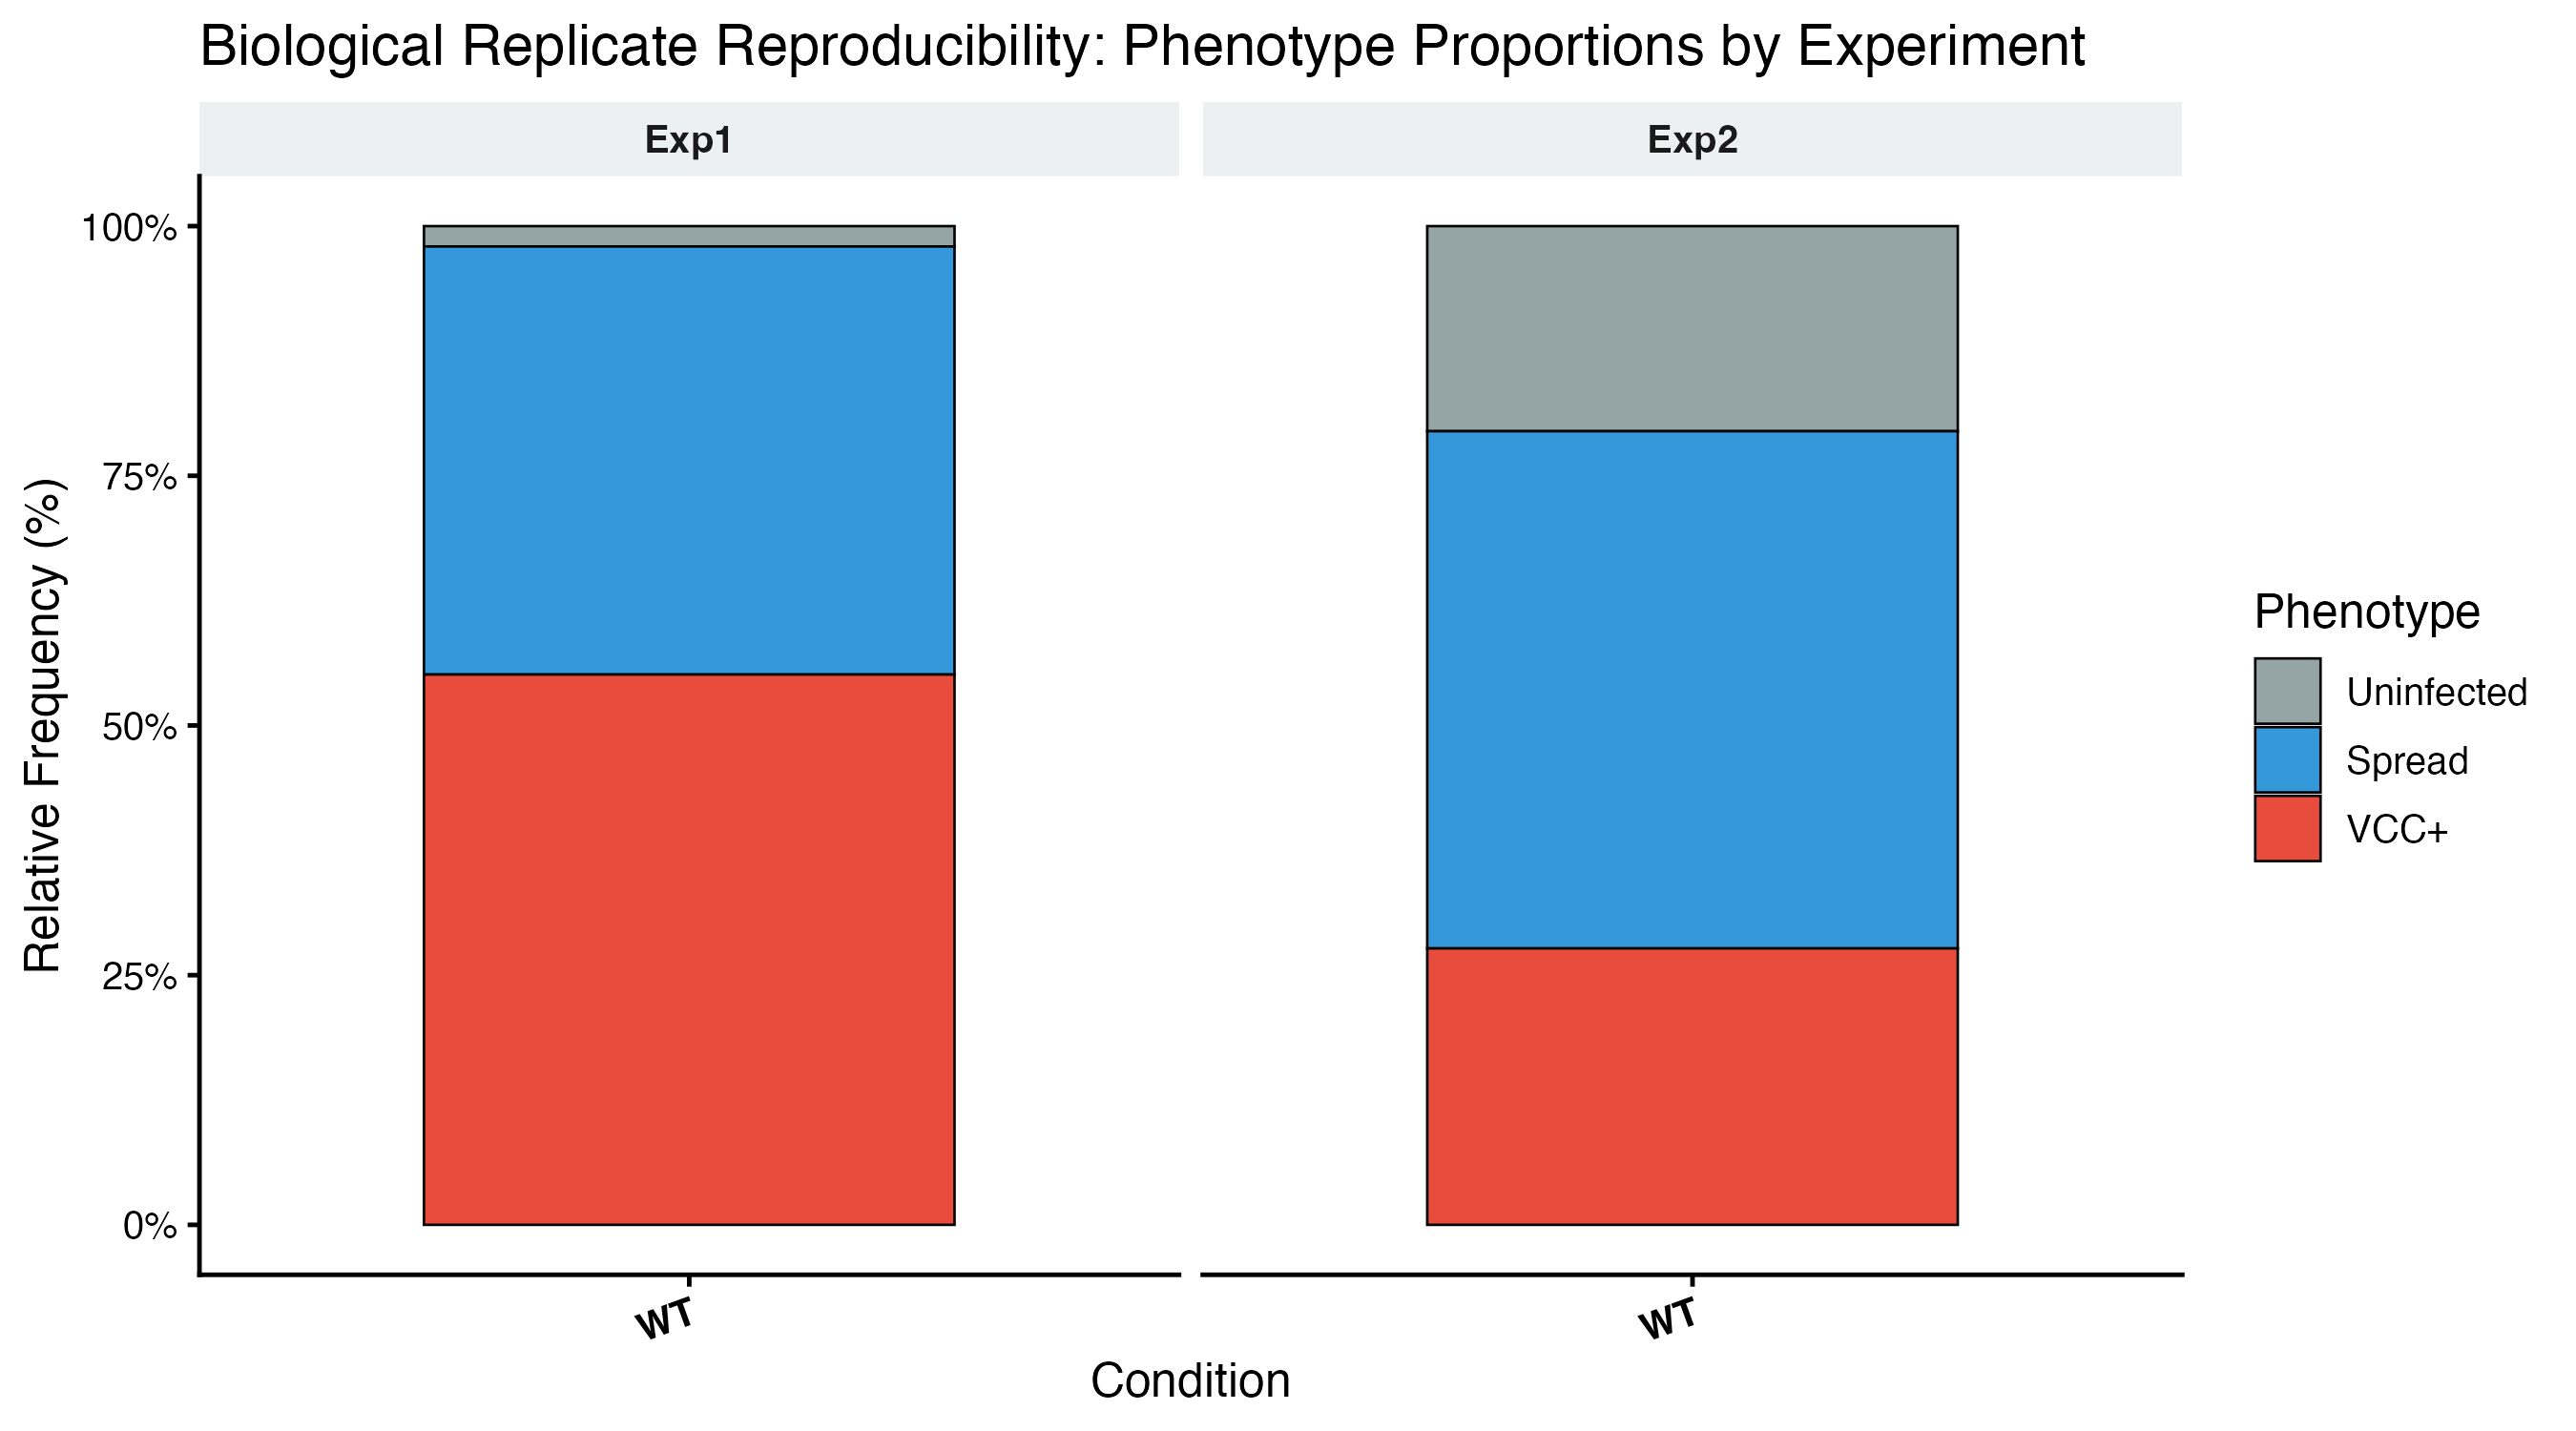 Biological Replicate Reproducibility: Phenotype Proportions by Experiment
Exp1
Exp2
Relative Frequency (%)
100%
75%
50%
25%
0%
WT
WT
Condition
Phenotype
Uninfected
Spread
VCC+